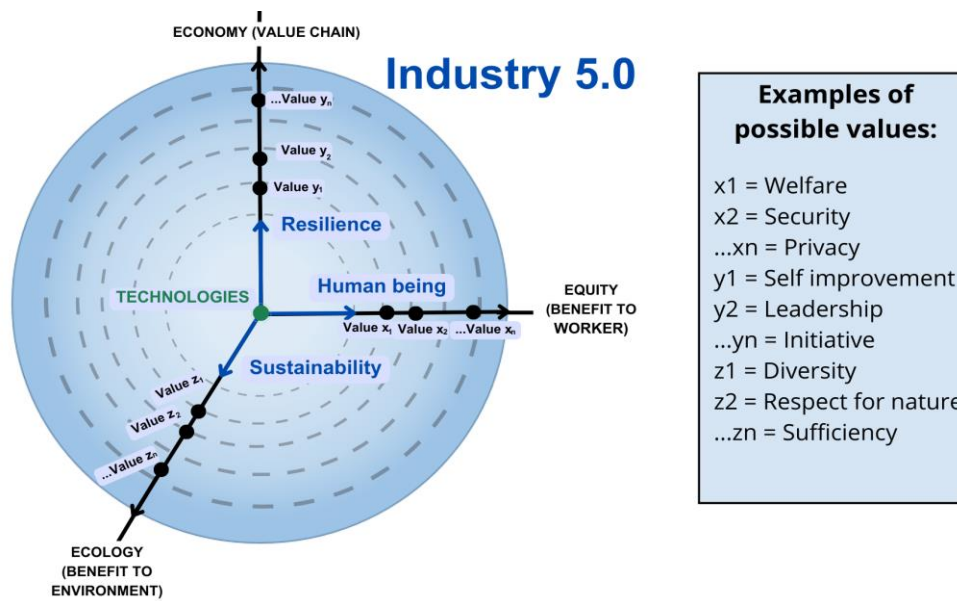 ECONOMY (VALUE CHAIN)
Industry 5.0
...Value yₙ
Value y₂
Value y₁
Resilience
TECHNOLOGIES
Human being
EQUITY
(BENEFIT TO
WORKER)
Value x₁
Value x₂
...Value xₙ
Sustainability
Value z₁
Value z₂
...Value zₙ
ECOLOGY
(BENEFIT TO
ENVIRONMENT)
Examples of
possible values:
x1 = Welfare
x2 = Security
...xn = Privacy
y1 = Self improvement
y2 = Leadership
...yn = Initiative
z1 = Diversity
z2 = Respect for nature
...zn = Sufficiency